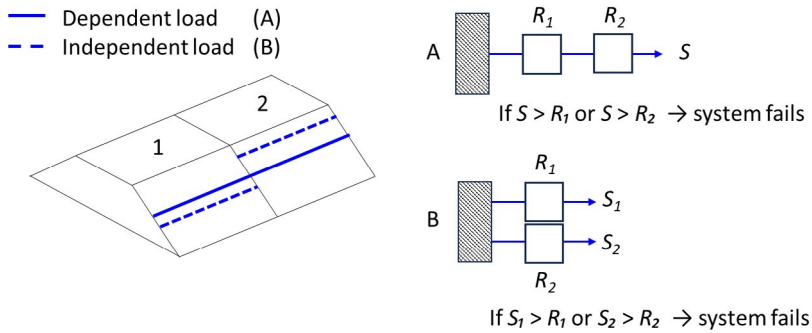 Dependent load (A)
Independent load (B)
1
2
A
R₁
R₂
S
If S > R₁ or S > R₂ → system fails
B
R₁
S₁
S₂
R₂
If S₁ > R₁ or S₂ > R₂ → system fails